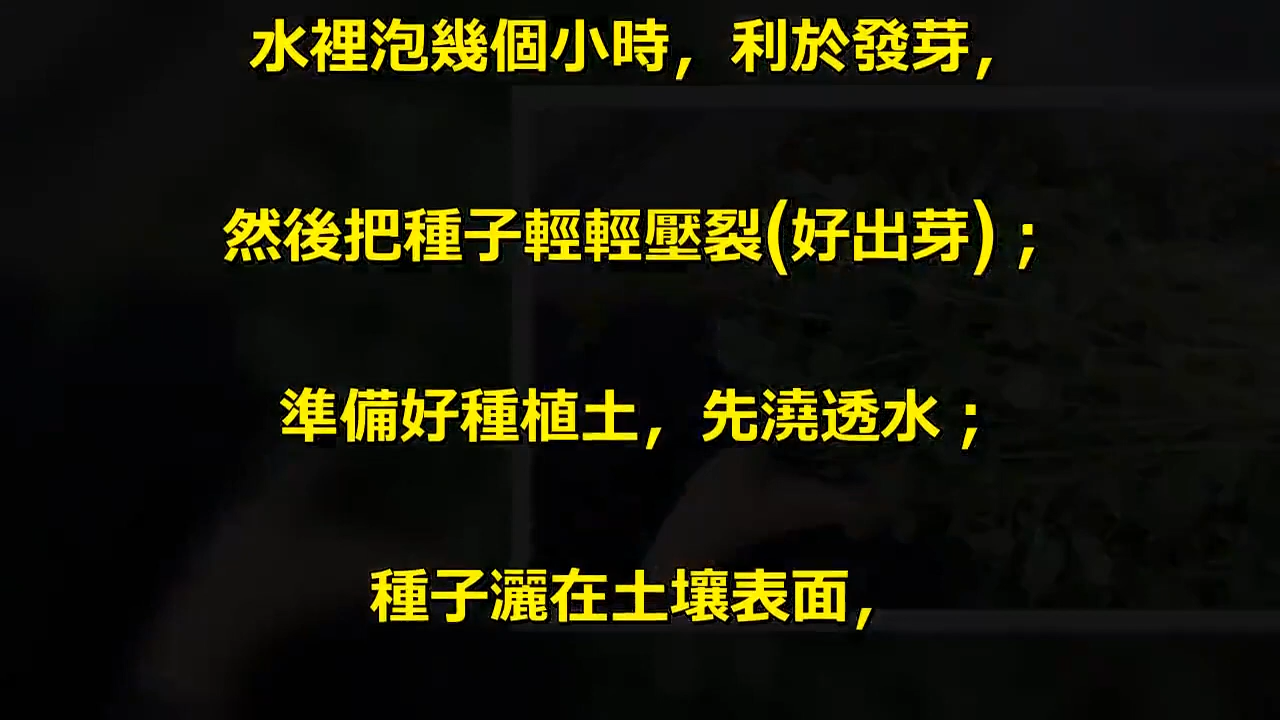 水裡泡幾個小時，利於發芽，
然後把種子輕輕壓裂(好出芽)；
準備好種植土，先澆透水；
種子灑在土壤表面，